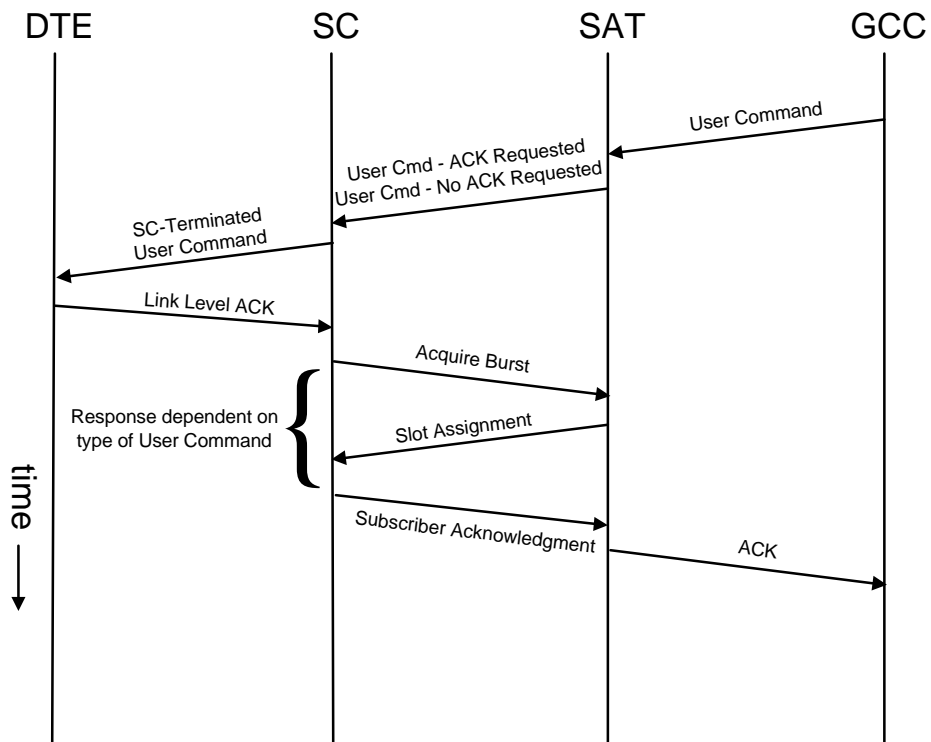 DTE SC SAT GCC
User Command
User Cmd - ACK Requested
User Cmd - No ACK Requested
SC-Terminated
User Command
Link Level ACK
Acquire Burst
Response dependent on
type of User Command
Slot Assignment
time
Subscriber Acknowledgment
ACK